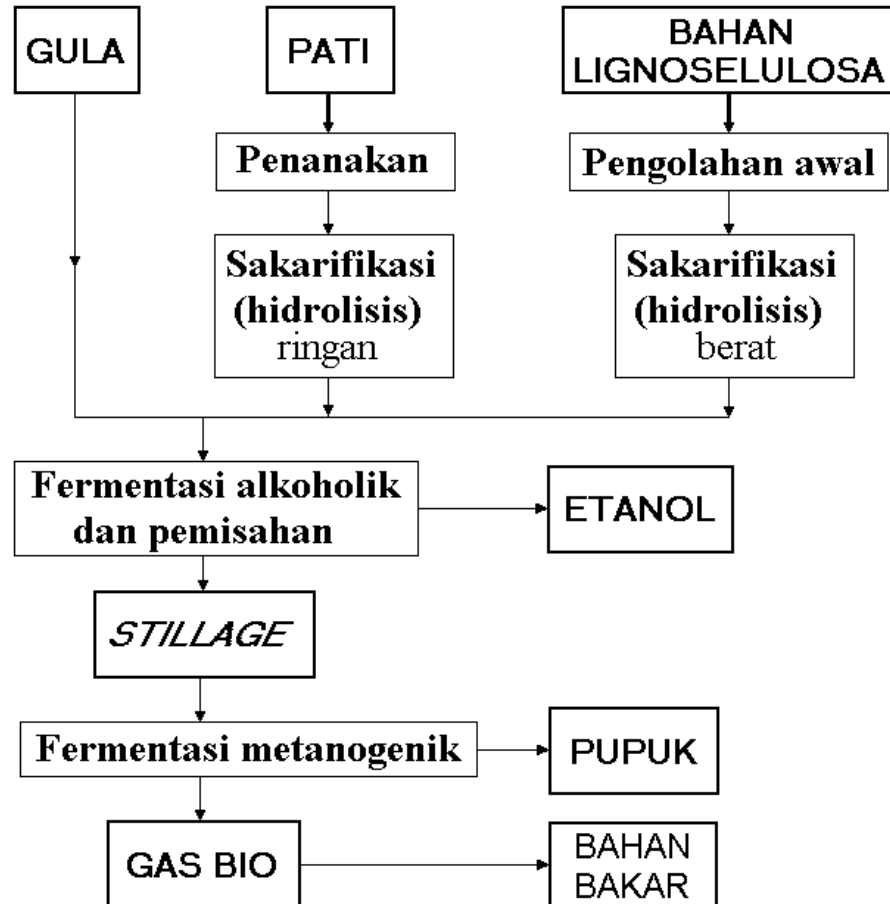 GULA
PATI
BAHAN
LIGNOSELULOSA
Penanakan
Pengolahan awal
Sakarifikasi
(hidrolisis)
ringan
Sakarifikasi
(hidrolisis)
berat
Fermentasi alkoholik
dan pemisahan
ETANOL
STILLAGE
Fermentasi metanogenik
PUPUK
GAS BIO
BAHAN
BAKAR